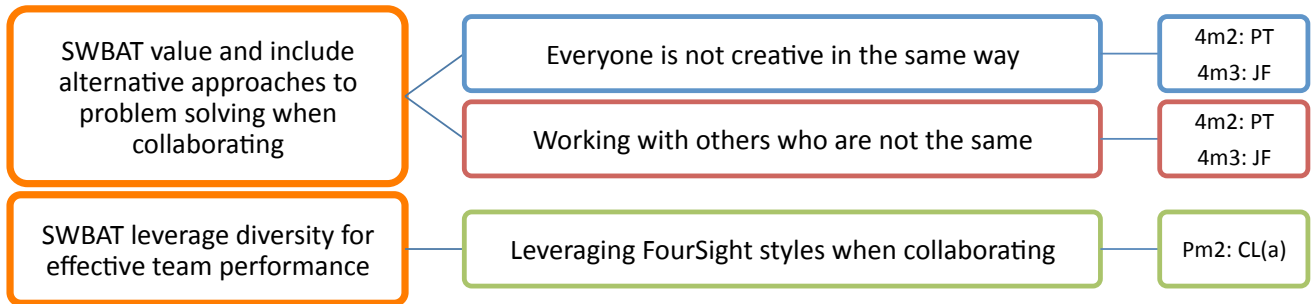 SWBAT value and include
alternative approaches to
problem solving when
collaborating
Everyone is not creative in the same way
4m2: PT
4m3: JF
Working with others who are not the same
4m2: PT
4m3: JF
SWBAT leverage diversity for
effective team performance
Leveraging FourSight styles when collaborating
Pm2: CL(a)